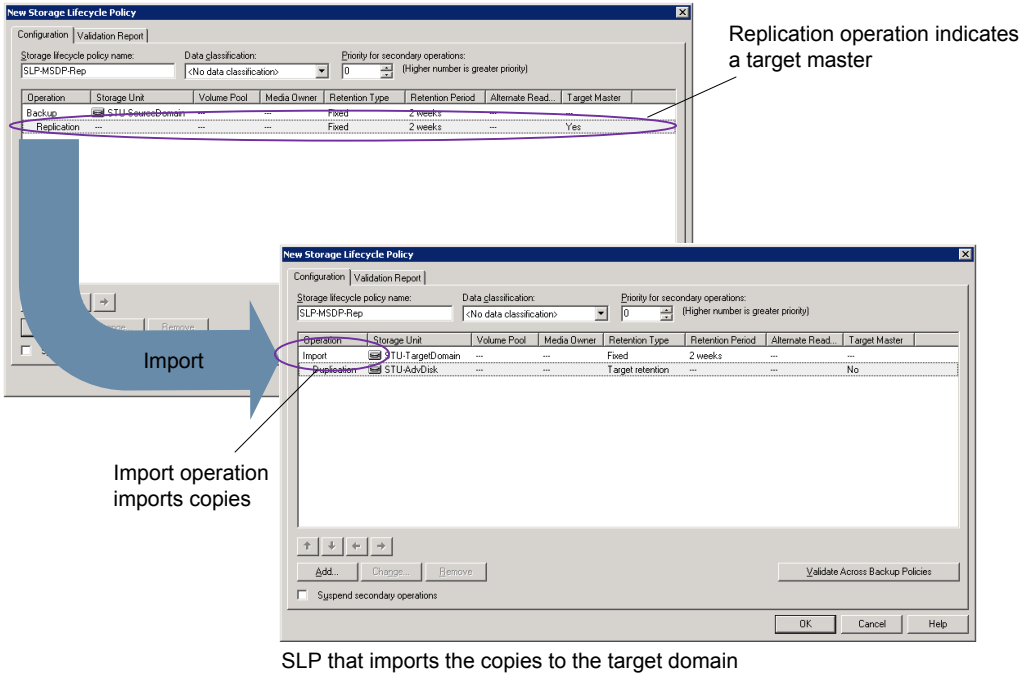 New Storage Lifecycle Policy
Configuration Validation Report
Storage lifecycle policy name: Data classification: Priority for secondary operations:
SLP-MSDP-Rep <No data classification> 0 (Higher number is greater priority)
Operation Storage Unit Volume Pool Media Owner Retention Type Retention Period Alternate Read... Target Master
Backup STU-SourceDomain --- --- Fixed 2 weeks --- ---
Replication --- --- --- Fixed 2 weeks --- Yes
Remove
Replication operation indicates
a target master
Import
New Storage Lifecycle Policy
Configuration Validation Report
Storage lifecycle policy name: Data classification: Priority for secondary operations:
SLP-MSDP-Rep <No data classification> 0 (Higher number is greater priority)
Operation Storage Unit Volume Pool Media Owner Retention Type Retention Period Alternate Read... Target Master
Import STU-TargetDomain --- --- Fixed 2 weeks --- ---
Duplication STU-AdvDisk --- --- Target retention --- --- No
Import operation
imports copies
Add... Change... Remove Validate Across Backup Policies
Suspend secondary operations
OK Cancel Help
SLP that imports the copies to the target domain